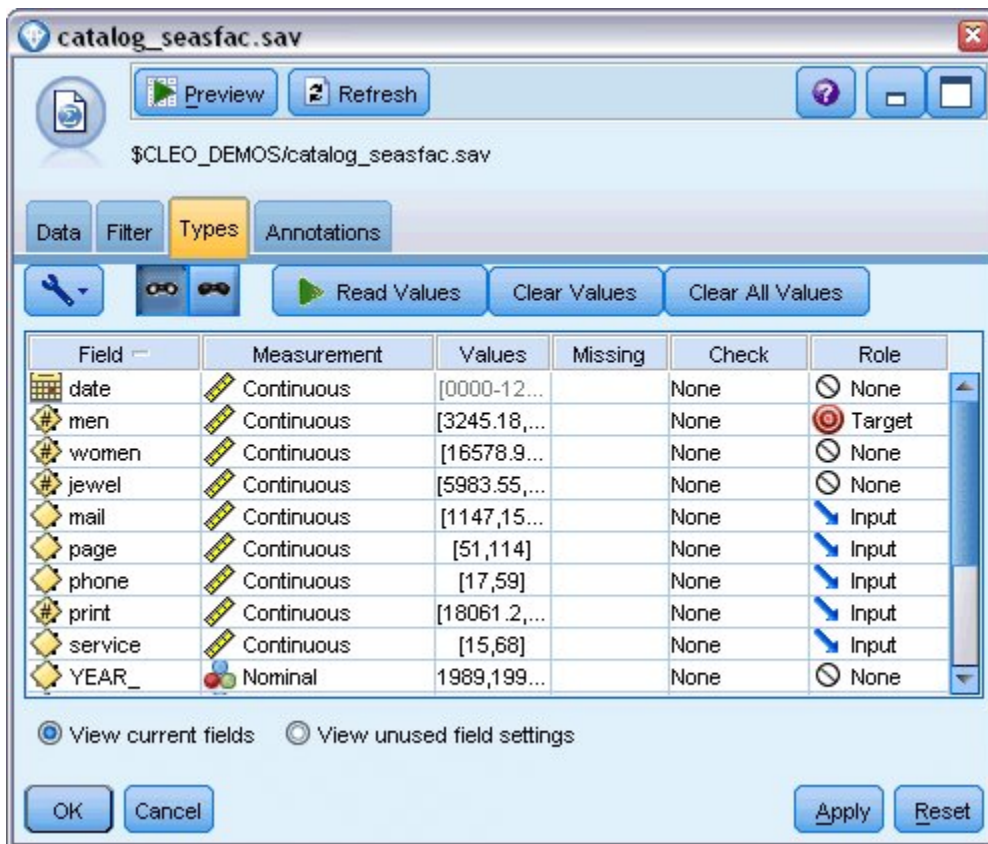 catalog_seasfac.sav
Preview Refresh
$CLEO_DEMOS/catalog_seasfac.sav
Data Filter Types Annotations
Read Values Clear Values Clear All Values
Field Measurement Values Missing Check Role
date Continuous [0000-12... None None
men Continuous [3245.18,... None Target
women Continuous [16578.9... None None
jewel Continuous [5983.55,... None None
mail Continuous [1147,15... None Input
page Continuous [51,114] None Input
phone Continuous [17,59] None Input
print Continuous [18061.2,... None Input
service Continuous [15,68] None Input
YEAR_ Nominal 1989,199... None None
View current fields View unused field settings
OK Cancel Apply Reset